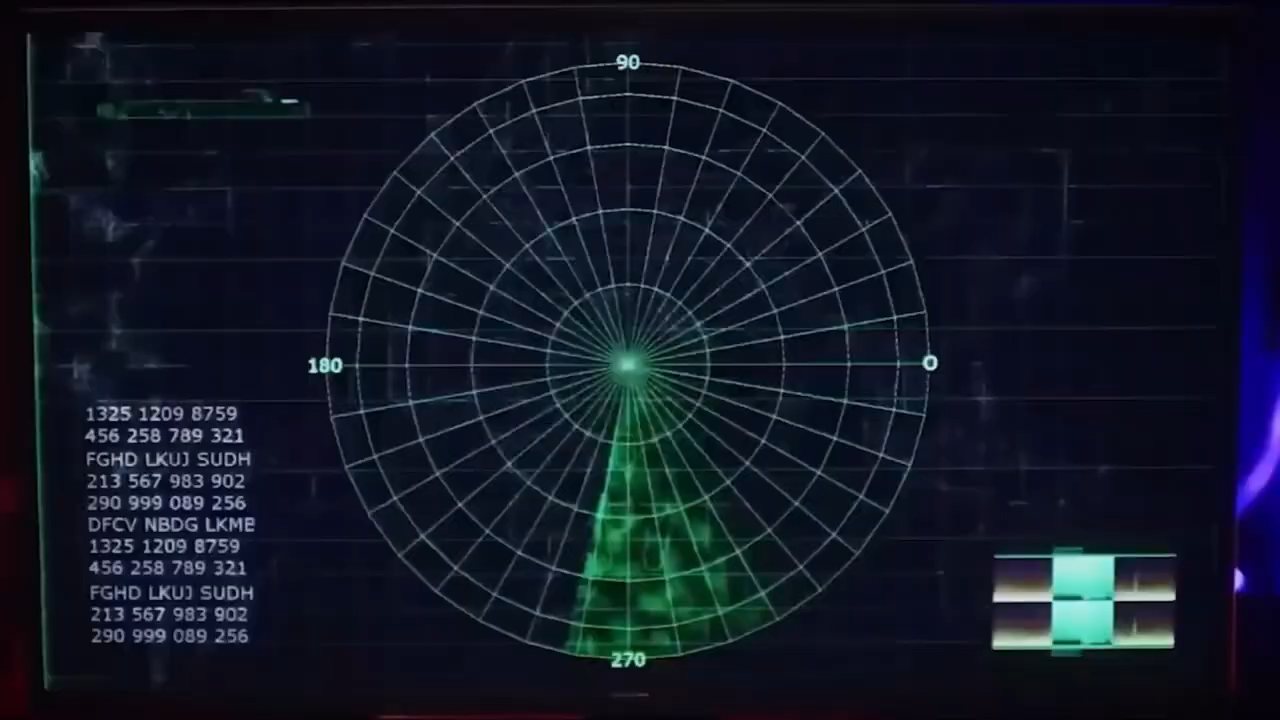 90
180
O
1325 1209 8759
456 258 789 321
FGHD LKUJ SUDH
213 567 983 902
290 999 089 256
DFCV NBDG LKME
1325 1209 8759
456 258 789 321
FGHD LKUJ SUDH
213 567 983 902
290 999 089 256
270